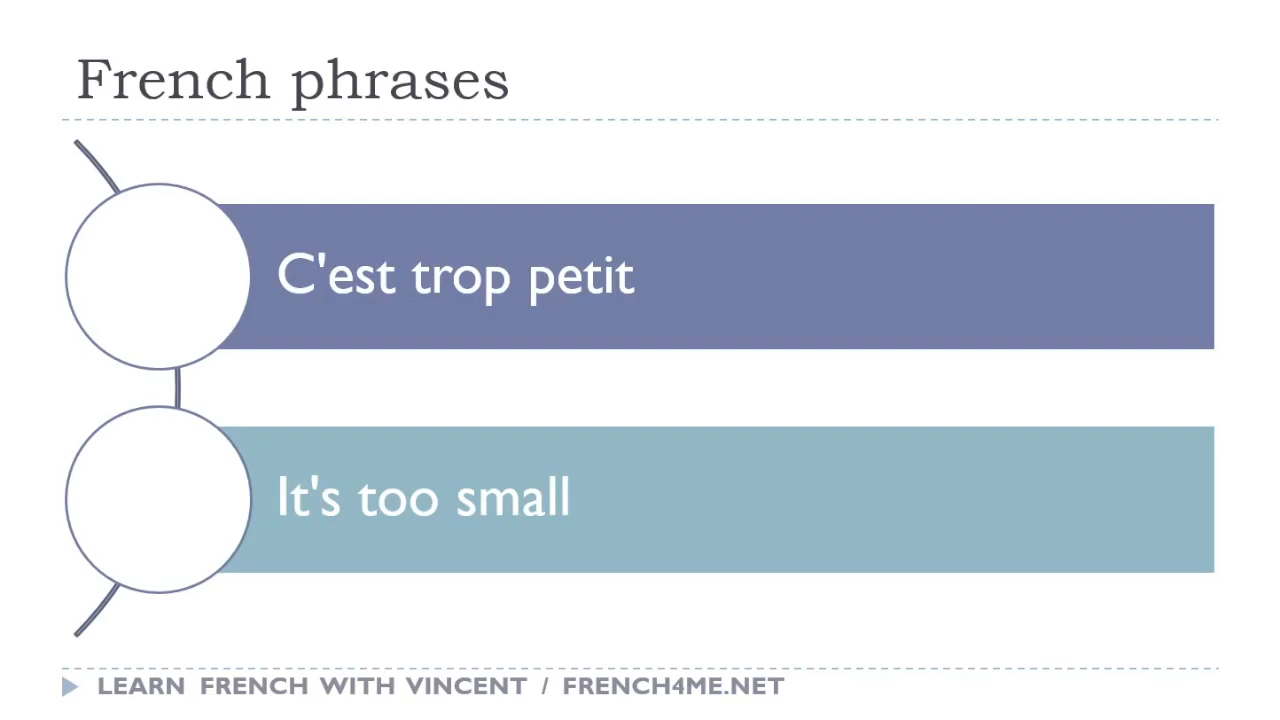 French phrases
C'est trop petit
It's too small
LEARN FRENCH WITH VINCENT / FRENCH4ME.NET